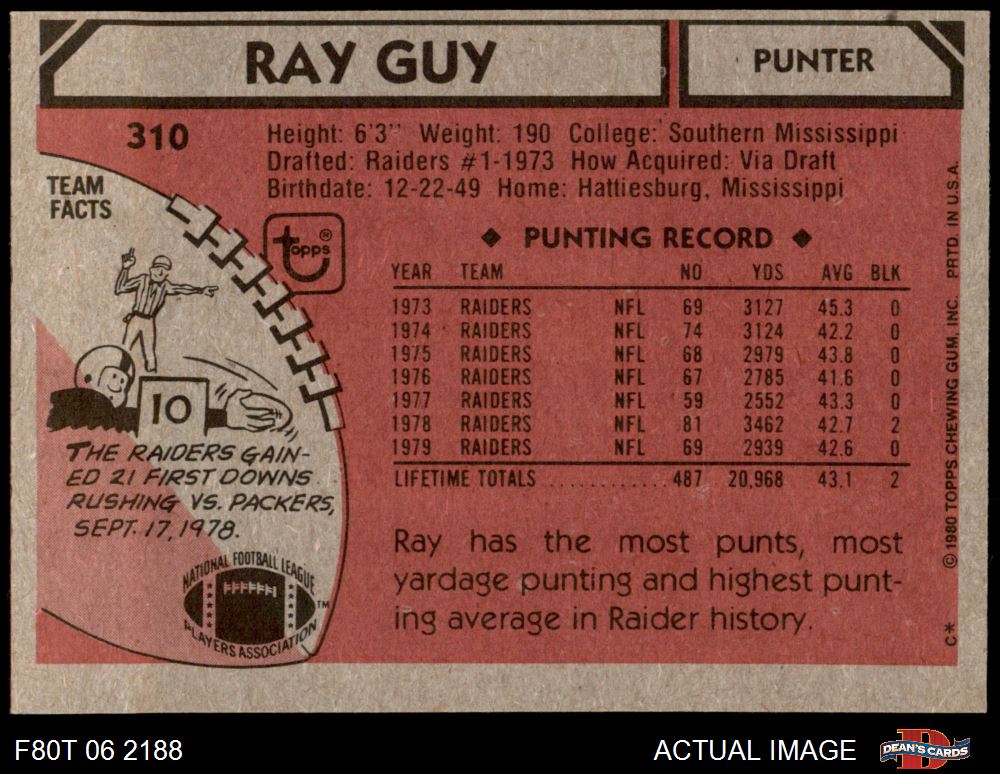 RAY GUY
PUNTER
310
Height: 6'3" Weight: 190 College: Southern Mississippi
Drafted: Raiders #1-1973 How Acquired: Via Draft
Birthdate: 12-22-49 Home: Hattiesburg, Mississippi
TEAM
FACTS
topps ®
◆ PUNTING RECORD ◆
YEAR TEAM NO YDS AVG BLK
1973 RAIDERS NFL 69 3127 45.3 0
1974 RAIDERS NFL 74 3124 42.2 0
1975 RAIDERS NFL 68 2979 43.8 0
1976 RAIDERS NFL 67 2785 41.6 0
1977 RAIDERS NFL 59 2552 43.3 0
1978 RAIDERS NFL 81 3462 42.7 2
1979 RAIDERS NFL 69 2939 42.6 0
LIFETIME TOTALS .......... 487 20,968 43.1 2
10
THE RAIDERS GAIN-
ED 21 FIRST DOWNS
RUSHING VS. PACKERS,
SEPT. 17, 1978.
NATIONAL FOOTBALL LEAGUE
PLAYERS ASSOCIATION
TM
Ray has the most punts, most
yardage punting and highest punt-
ing average in Raider history.
© 1980 TOPPS CHEWING GUM, INC. PRTD. IN U.S.A.
C*
F80T 06 2188
ACTUAL IMAGE
DEAN'S CARDS